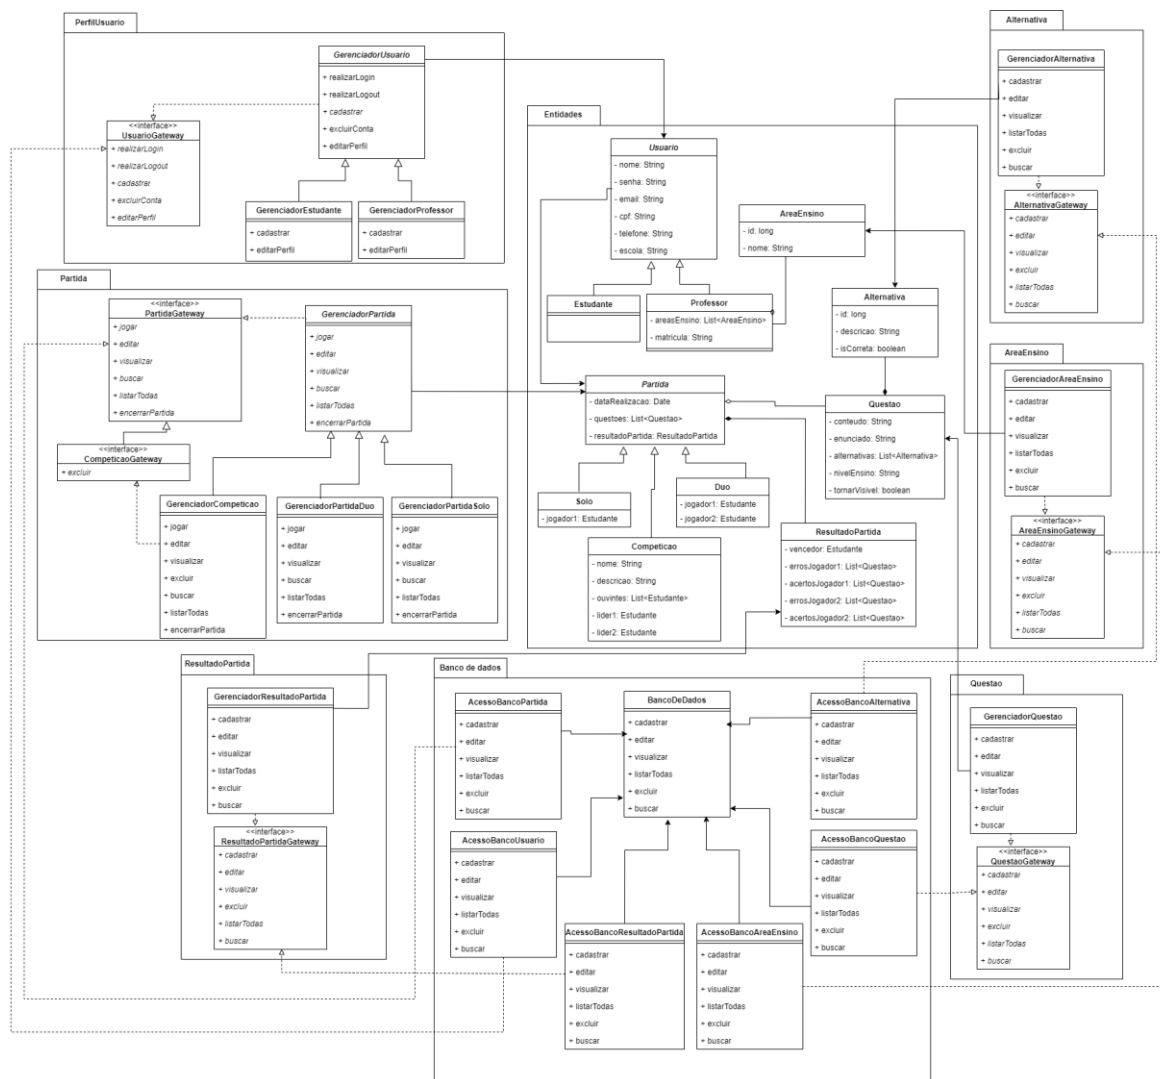 PerfilUsuario
GerenciadorUsuario
+ realizarLogin
+ realizarLogout
+ cadastrar
+ excluirConta
+ editarPerfil
<<interface>>
UsuarioGateway
+ realizarLogin
+ realizarLogout
+ cadastrar
+ excluirConta
+ editarPerfil
GerenciadorEstudante
+ cadastrar
+ editarPerfil
GerenciadorProfessor
+ cadastrar
+ editarPerfil
Partida
<<interface>>
PartidaGateway
+ jogar
+ editar
+ visualizar
+ buscar
+ listarTodas
+ encerrarPartida
GerenciadorPartida
+ jogar
+ editar
+ visualizar
+ buscar
+ listarTodas
+ encerrarPartida
<<interface>>
CompeticaoGateway
+ excluir
GerenciadorCompeticao
+ jogar
+ editar
+ visualizar
+ excluir
+ buscar
+ listarTodas
+ encerrarPartida
GerenciadorPartidaDuo
+ jogar
+ editar
+ visualizar
+ buscar
+ listarTodas
+ encerrarPartida
GerenciadorPartidaSolo
+ jogar
+ editar
+ visualizar
+ buscar
+ listarTodas
+ encerrarPartida
Entidades
Usuario
- nome: String
- senha: String
- email: String
- cpf: String
- telefone: String
- escola: String
AreaEnsino
- id: long
- nome: String
Estudante
Professor
- areasEnsino: List<AreaEnsino>
- matricula: String
Alternativa
- id: long
- descricao: String
- isCorreta: boolean
Partida
- dataRealizacao: Date
- questoes: List<Questao>
- resultadoPartida: ResultadoPartida
Questao
- conteudo: String
- enunciado: String
- alternativas: List<Alternativa>
- nivelEnsino: String
- tornarVisivel: boolean
Solo
- jogador1: Estudante
Duo
- jogador1: Estudante
- jogador2: Estudante
Competicao
- nome: String
- descricao: String
- ouvintes: List<Estudante>
- lider1: Estudante
- lider2: Estudante
ResultadoPartida
- vencedor: Estudante
- errosJogador1: List<Questao>
- acertosJogador1: List<Questao>
- errosJogador2: List<Questao>
- acertosJogador2: List<Questao>
Alternativa
GerenciadorAlternativa
+ cadastrar
+ editar
+ visualizar
+ listarTodas
+ excluir
+ buscar
<<interface>>
AlternativaGateway
+ cadastrar
+ editar
+ visualizar
+ excluir
+ listarTodas
+ buscar
AreaEnsino
GerenciadorAreaEnsino
+ cadastrar
+ editar
+ visualizar
+ listarTodas
+ excluir
+ buscar
<<interface>>
AreaEnsinoGateway
+ cadastrar
+ editar
+ visualizar
+ excluir
+ listarTodas
+ buscar
ResultadoPartida
GerenciadorResultadoPartida
+ cadastrar
+ editar
+ visualizar
+ listarTodas
+ excluir
+ buscar
<<interface>>
ResultadoPartidaGateway
+ cadastrar
+ editar
+ visualizar
+ excluir
+ listarTodas
+ buscar
Banco de dados
AcessoBancoPartida
+ cadastrar
+ editar
+ visualizar
+ listarTodas
+ excluir
+ buscar
BancoDeDados
+ cadastrar
+ editar
+ visualizar
+ listarTodas
+ excluir
+ buscar
AcessoBancoAlternativa
+ cadastrar
+ editar
+ visualizar
+ listarTodas
+ excluir
+ buscar
AcessoBancoUsuario
+ cadastrar
+ editar
+ visualizar
+ listarTodas
+ excluir
+ buscar
AcessoBancoQuestao
+ cadastrar
+ editar
+ visualizar
+ listarTodas
+ excluir
+ buscar
AcessoBancoResultadoPartida
+ cadastrar
+ editar
+ visualizar
+ listarTodas
+ excluir
+ buscar
AcessoBancoAreaEnsino
+ cadastrar
+ editar
+ visualizar
+ listarTodas
+ excluir
+ buscar
Questao
GerenciadorQuestao
+ cadastrar
+ editar
+ visualizar
+ listarTodas
+ excluir
+ buscar
<<interface>>
QuestaoGateway
+ cadastrar
+ editar
+ visualizar
+ excluir
+ listarTodas
+ buscar